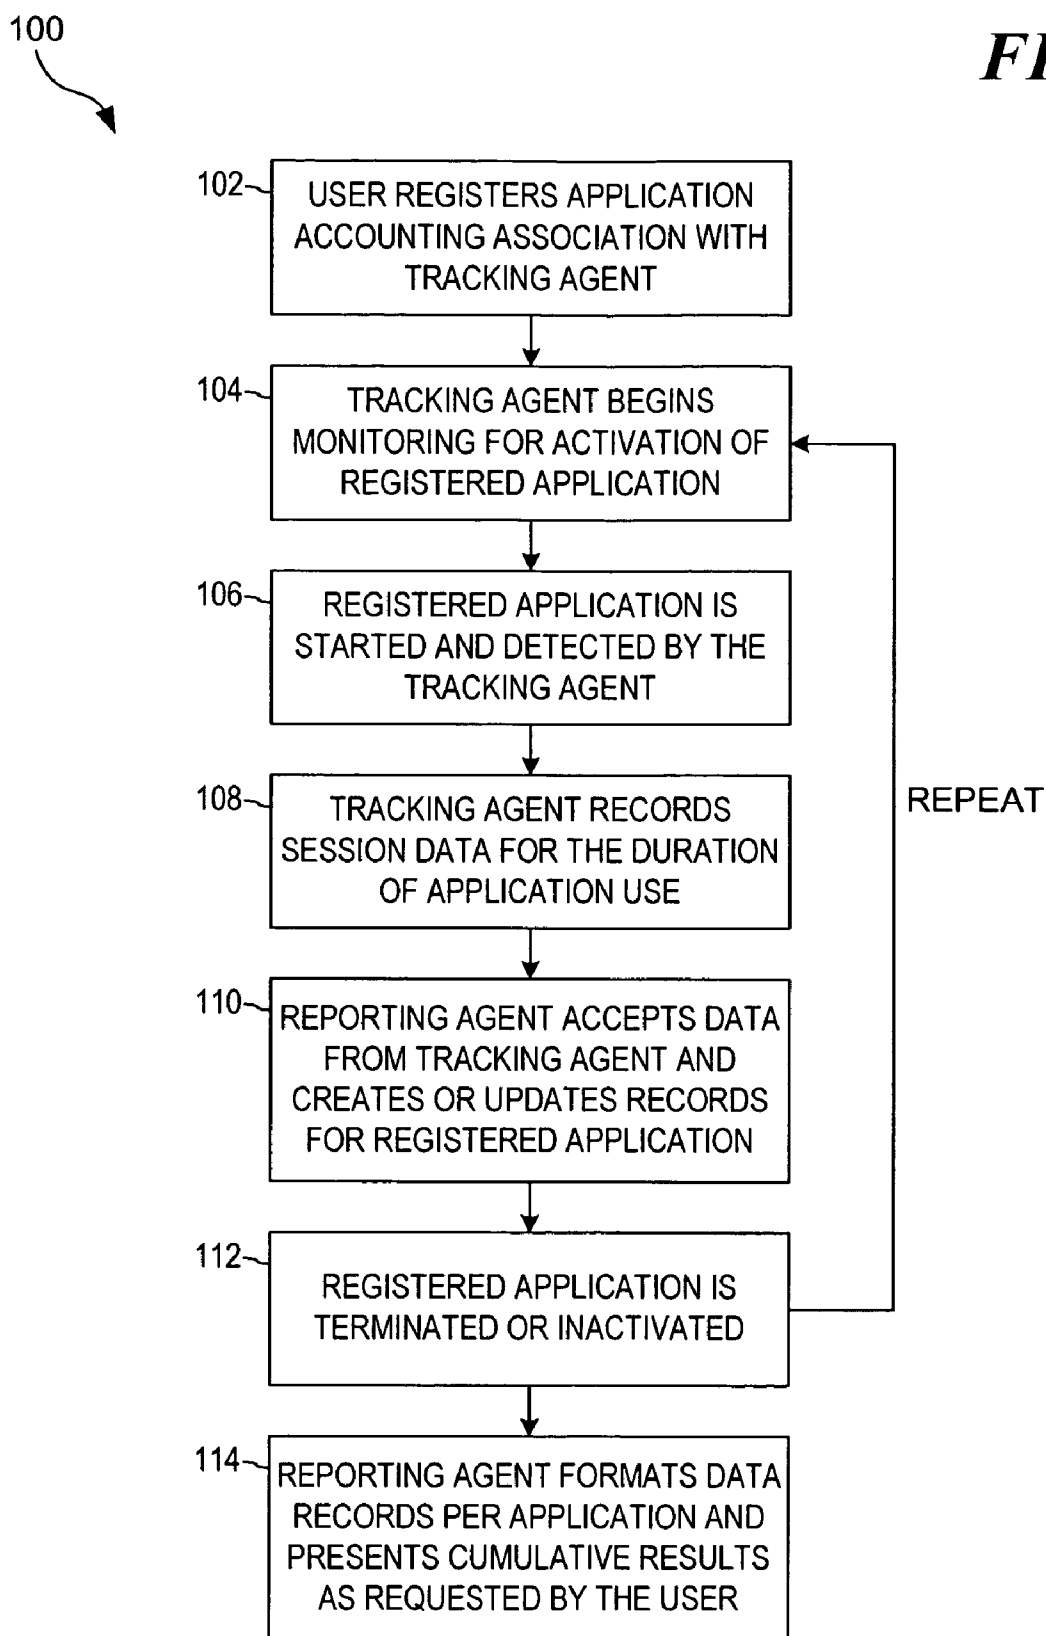 100
102
USER REGISTERS APPLICATION
ACCOUNTING ASSOCIATION WITH
TRACKING AGENT
104
TRACKING AGENT BEGINS
MONITORING FOR ACTIVATION OF
REGISTERED APPLICATION
106
REGISTERED APPLICATION IS
STARTED AND DETECTED BY THE
TRACKING AGENT
108
TRACKING AGENT RECORDS
SESSION DATA FOR THE DURATION
OF APPLICATION USE
REPEAT
110
REPORTING AGENT ACCEPTS DATA
FROM TRACKING AGENT AND
CREATES OR UPDATES RECORDS
FOR REGISTERED APPLICATION
112
REGISTERED APPLICATION IS
TERMINATED OR INACTIVATED
114
REPORTING AGENT FORMATS DATA
RECORDS PER APPLICATION AND
PRESENTS CUMULATIVE RESULTS
AS REQUESTED BY THE USER